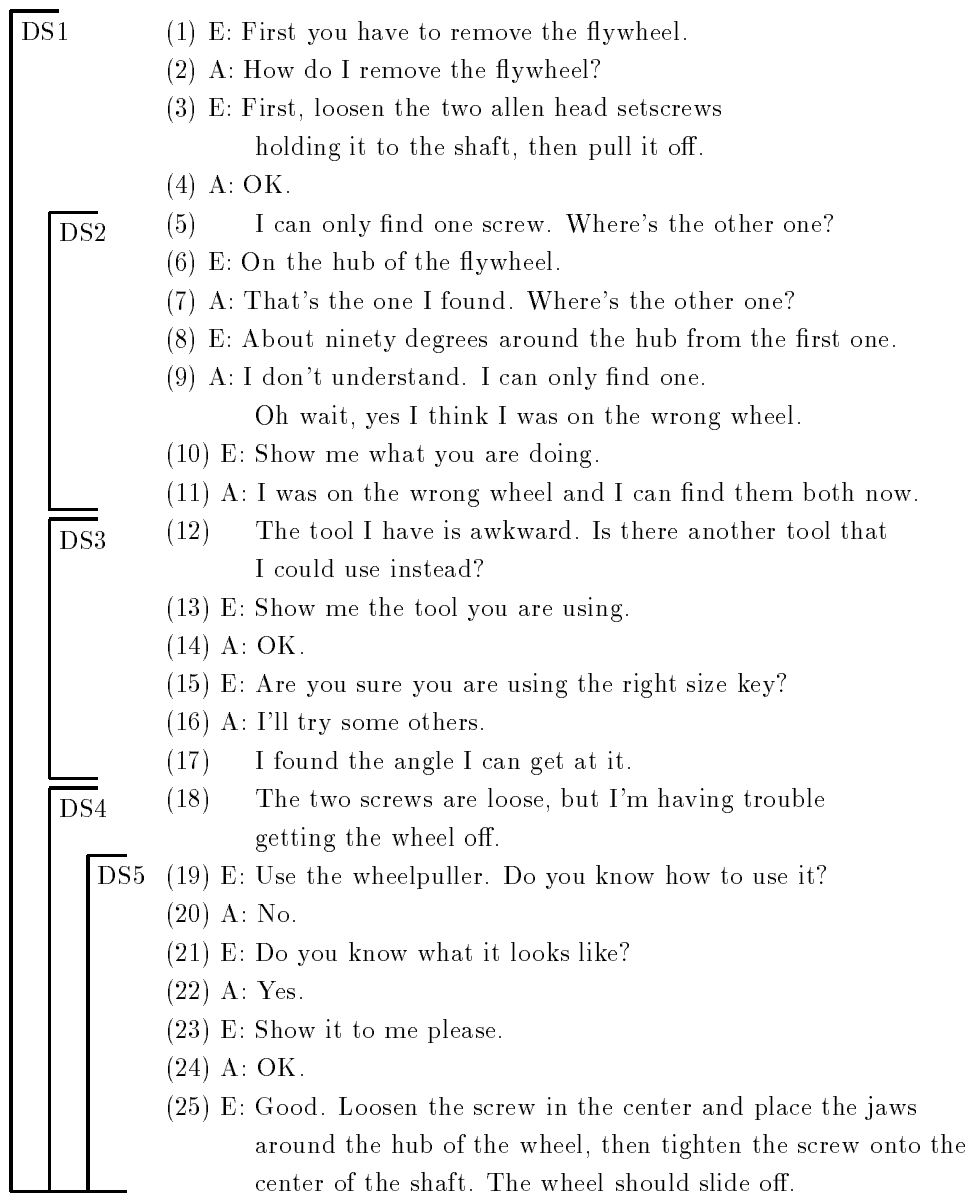 DS1 (1) E: First you have to remove the flywheel.
(2) A: How do I remove the flywheel?
(3) E: First, loosen the two allen head setscrews
holding it to the shaft, then pull it off.
(4) A: OK.
DS2 (5) I can only find one screw. Where's the other one?
(6) E: On the hub of the flywheel.
(7) A: That's the one I found. Where's the other one?
(8) E: About ninety degrees around the hub from the first one.
(9) A: I don't understand. I can only find one.
Oh wait, yes I think I was on the wrong wheel.
(10) E: Show me what you are doing.
(11) A: I was on the wrong wheel and I can find them both now.
DS3 (12) The tool I have is awkward. Is there another tool that
I could use instead?
(13) E: Show me the tool you are using.
(14) A: OK.
(15) E: Are you sure you are using the right size key?
(16) A: I'll try some others.
(17) I found the angle I can get at it.
DS4 (18) The two screws are loose, but I'm having trouble
getting the wheel off.
DS5 (19) E: Use the wheelpuller. Do you know how to use it?
(20) A: No.
(21) E: Do you know what it looks like?
(22) A: Yes.
(23) E: Show it to me please.
(24) A: OK.
(25) E: Good. Loosen the screw in the center and place the jaws
around the hub of the wheel, then tighten the screw onto the
center of the shaft. The wheel should slide off.